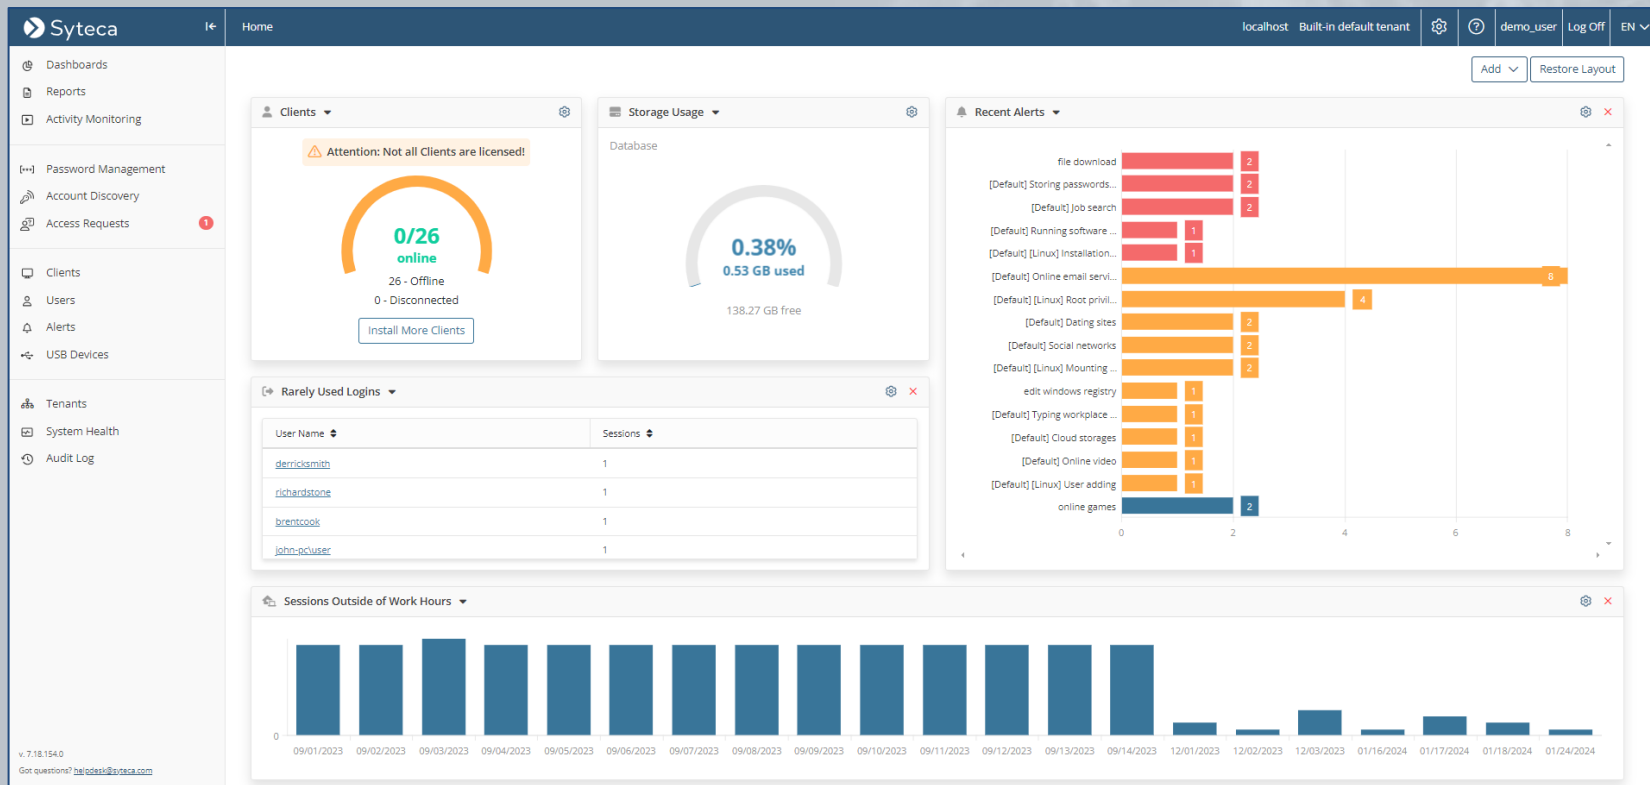 Syteca
Home
localhost Built-in default tenant
demo_user
Log Off
EN
Dashboards
Reports
Activity Monitoring
Password Management
Account Discovery
Access Requests 1
Clients
Users
Alerts
USB Devices
Tenants
System Health
Audit Log
v. 7.18.154.0
Got questions? helpdesk@syteca.com
Add
Restore Layout
Clients
Attention: Not all Clients are licensed!
0/26
online
26 - Offline
0 - Disconnected
Install More Clients
Storage Usage
Database
0.38%
0.53 GB used
138.27 GB free
Recent Alerts
file download 2
[Default] Storing passwords... 2
[Default] Job search 2
[Default] Running software ... 1
[Default] [Linux] Installation... 1
[Default] Online email servi... 8
[Default] [Linux] Root privil... 4
[Default] Dating sites 2
[Default] Social networks 2
[Default] [Linux] Mounting ... 2
edit windows registry 1
[Default] Typing workplace ... 1
[Default] Cloud storages 1
[Default] Online video 1
[Default] [Linux] User adding 1
online games 2
0 2 4 6 8
Rarely Used Logins
User Name Sessions
derricksmith 1
richardstone 1
brentcook 1
john-pc\user 1
Sessions Outside of Work Hours
0
09/01/2023 09/02/2023 09/03/2023 09/04/2023 09/05/2023 09/06/2023 09/07/2023 09/08/2023 09/09/2023 09/10/2023 09/11/2023 09/12/2023 09/13/2023 09/14/2023 12/01/2023 12/02/2023 12/03/2023 01/16/2024 01/17/2024 01/18/2024 01/24/2024